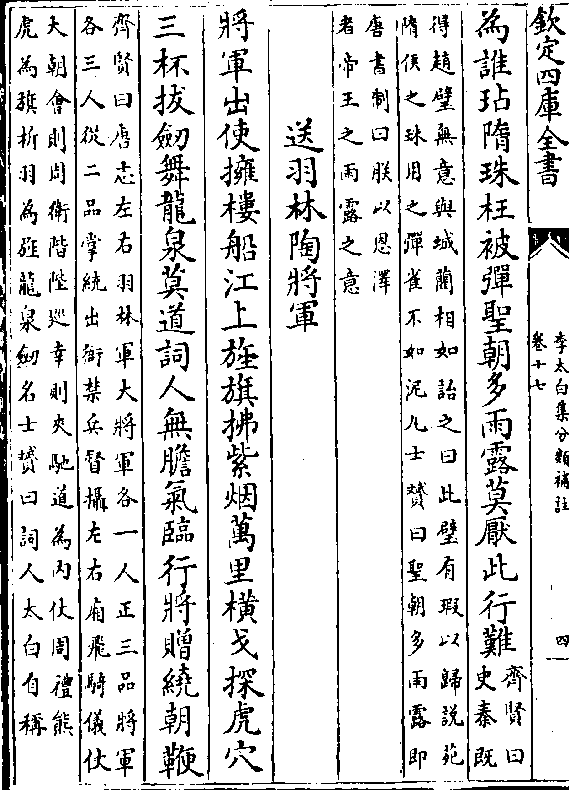 欽定四庫全書
李太白集分類補註
卷十七
四
為誰玷隋珠枉被彈聖朝多雨露莫厭此行難
齊賢曰
史秦既
得趙璧無意與城藺相如詒之曰此璧有瑕以歸説苑
隋侯之珠用之彈雀不如泥丸士贇曰聖朝多雨露即
唐書制曰朕以恩澤
者帝王之雨露之意
送羽林陶將軍
將軍出使擁樓船江上旌旗拂紫烟萬里橫戈探虎穴
三杯拔劒舞龍泉莫道詞人無膽氣臨行將贈繞朝鞭
齊賢曰唐志左右羽林軍大將軍各一人正三品將軍
各三人從二品掌統出衙禁兵督攝左右廂飛騎儀仗
大朝會則周衛階陛廵幸則夾馳道為内仗周禮熊
虎為旗析羽為旌龍泉劒名士贇曰詞人太白自稱